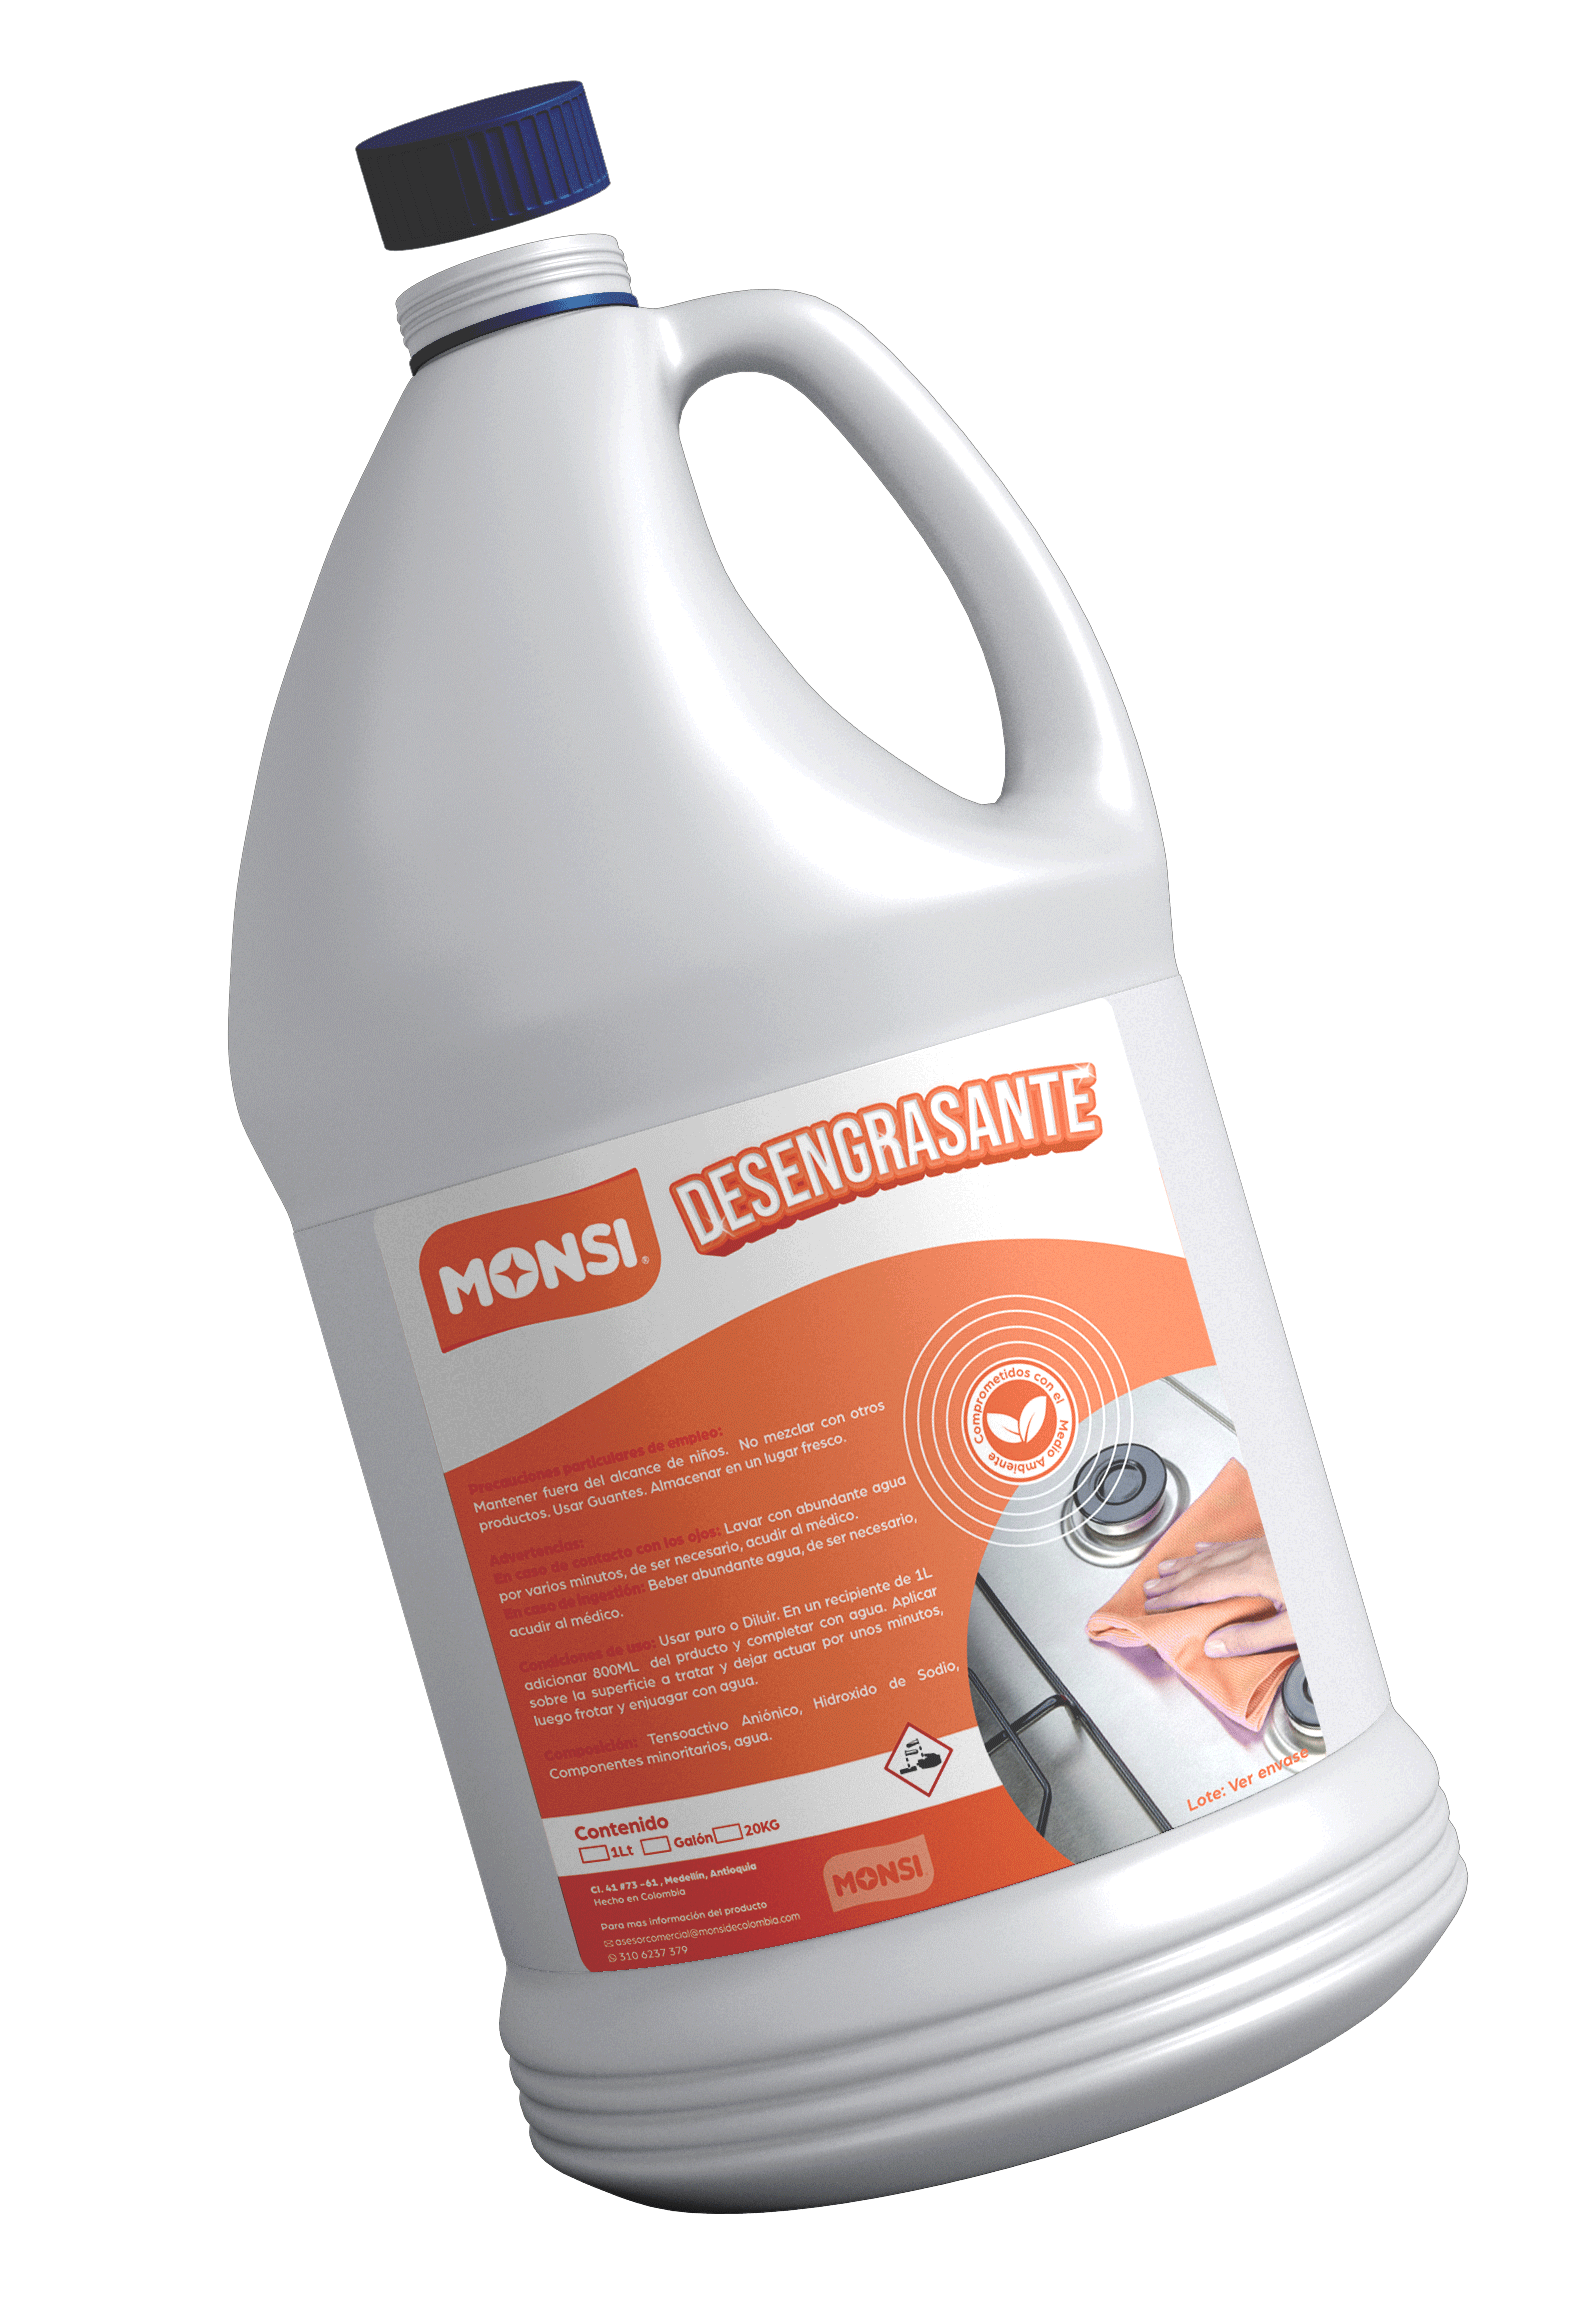 MONSI®
DESENGRASANTE
Comprometidos con el Medio Ambiente
Precauciones particulares de empleo:
Mantener fuera del alcance de niños. No mezclar con otros
productos. Usar Guantes. Almacenar en un lugar fresco.
Advertencias:
En caso de contacto con los ojos: Lavar con abundante agua
por varios minutos, de ser necesario, acudir al médico.
En caso de ingestión: Beber abundante agua, de ser necesario,
acudir al médico.
Condiciones de uso: Usar puro o Diluir. En un recipiente de 1L
adicionar 800ML del prducto y completar con agua. Aplicar
sobre la superficie a tratar y dejar actuar por unos minutos,
luego frotar y enjuagar con agua.
Composición: Tensoactivo Aniónico, Hidroxido de Sodio,
Componentes minoritarios, agua.
Contenido
1Lt Galón 20KG
Lote: Ver envase
Cl. 41 #73 -61 , Medellín, Antioquia
Hecho en Colombia
Para mas información del producto
asesorcomercial@monsidecolombia.com
310 6237 379
MONSI